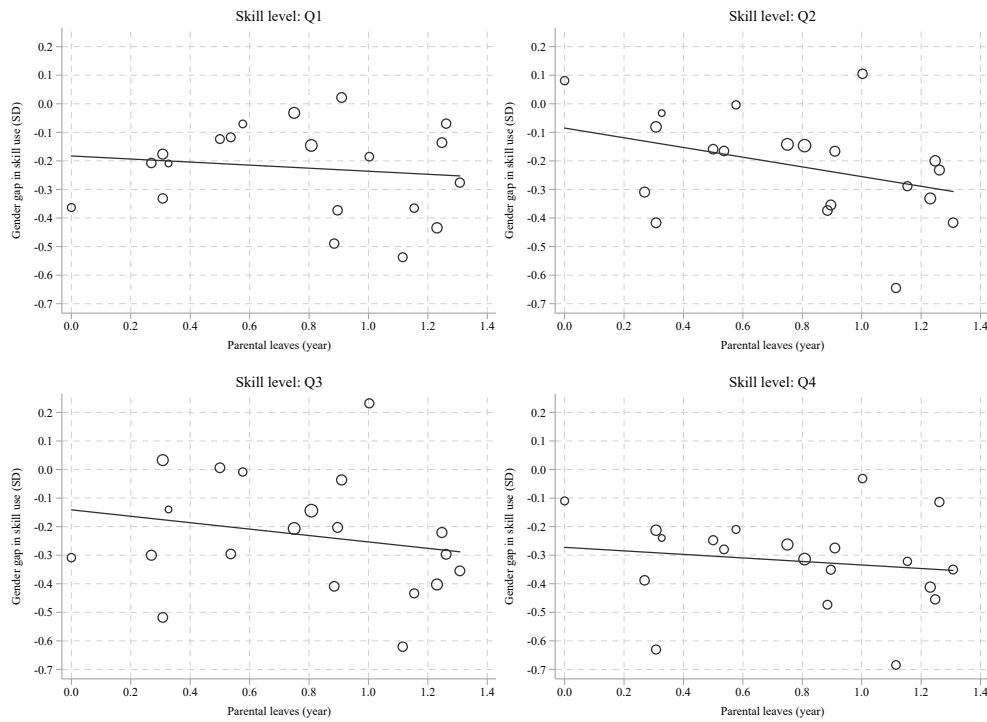 Skill level: Q1
Gender gap in skill use (SD)
0.2
0.1
0.0
-0.1
-0.2
-0.3
-0.4
-0.5
-0.6
-0.7
0.0 0.2 0.4 0.6 0.8 1.0 1.2 1.4
Parental leaves (year)
Skill level: Q2
Gender gap in skill use (SD)
0.2
0.1
0.0
-0.1
-0.2
-0.3
-0.4
-0.5
-0.6
-0.7
0.0 0.2 0.4 0.6 0.8 1.0 1.2 1.4
Parental leaves (year)
Skill level: Q3
Gender gap in skill use (SD)
0.2
0.1
0.0
-0.1
-0.2
-0.3
-0.4
-0.5
-0.6
-0.7
0.0 0.2 0.4 0.6 0.8 1.0 1.2 1.4
Parental leaves (year)
Skill level: Q4
Gender gap in skill use (SD)
0.2
0.1
0.0
-0.1
-0.2
-0.3
-0.4
-0.5
-0.6
-0.7
0.0 0.2 0.4 0.6 0.8 1.0 1.2 1.4
Parental leaves (year)